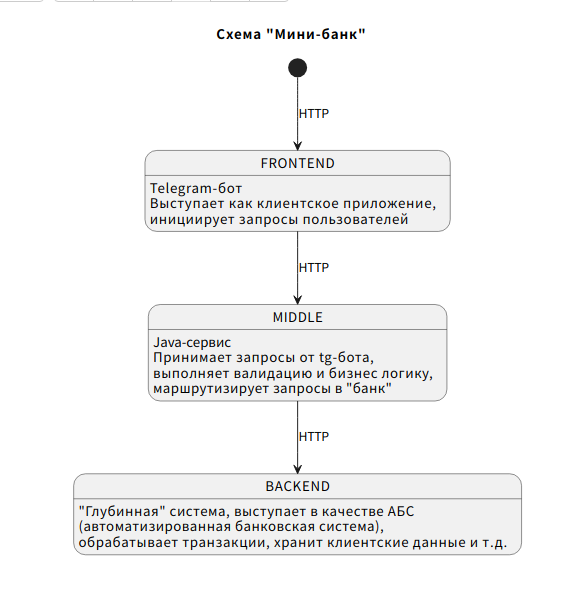 Схема "Мини-банк"
HTTP
FRONTEND
Telegram-бот
Выступает как клиентское приложение,
инициирует запросы пользователей
HTTP
MIDDLE
Java-сервис
Принимает запросы от tg-бота,
выполняет валидацию и бизнес логику,
маршрутизирует запросы в "банк"
HTTP
BACKEND
"Глубинная" система, выступает в качестве АБС
(автоматизированная банковская система),
обрабатывает транзакции, хранит клиентские данные и т.д.